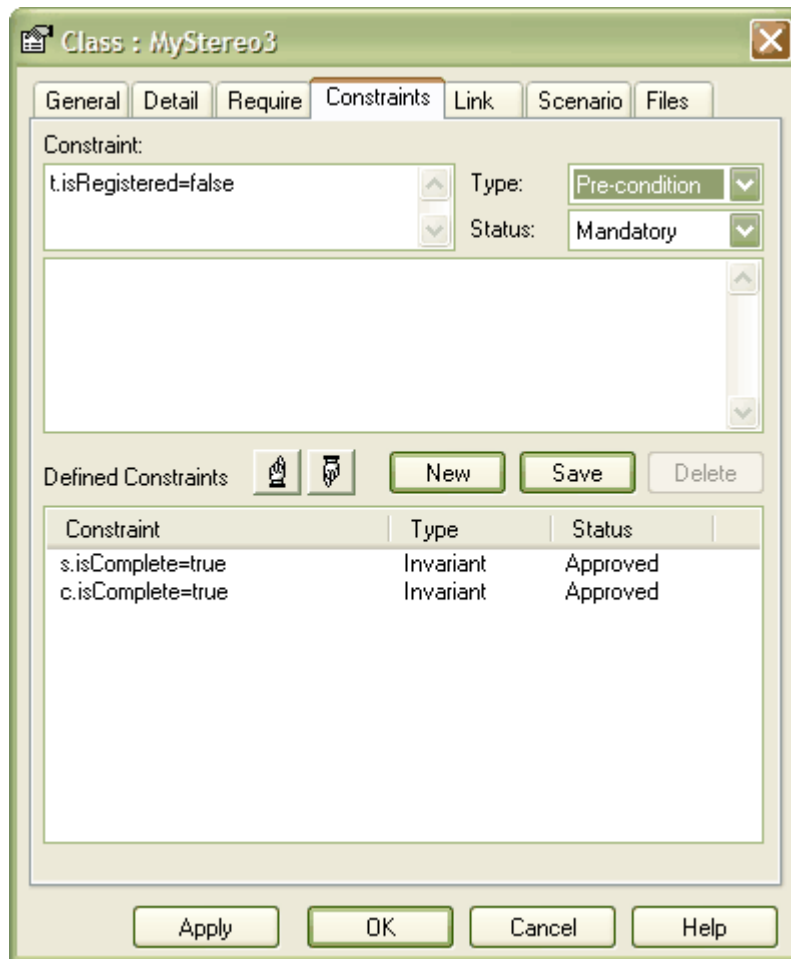 Class : MyStereo3
General Detail Require Constraints Link Scenario Files
Constraint:
t.isRegistered=false
Type: Pre-condition
Status: Mandatory
Defined Constraints New Save Delete
Constraint Type Status
s.isComplete=true Invariant Approved
c.isComplete=true Invariant Approved
Apply OK Cancel Help